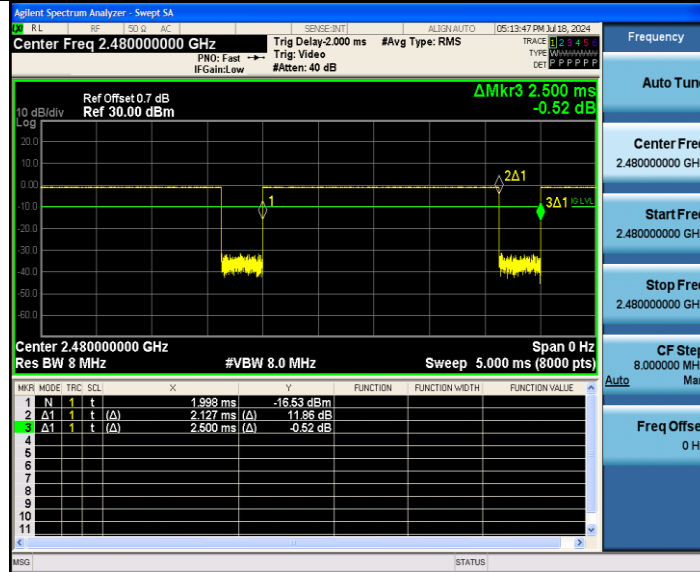 Agilent Spectrum Analyzer - Swept SA
RL RF 50 Ω AC SENSE:INT ALIGN AUTO 05:13:47 PM Jul 18, 2024
Center Freq 2.480000000 GHz
PNO: Fast
IFGain:Low
Trig Delay-2.000 ms
Trig: Video
#Atten: 40 dB
#Avg Type: RMS
TRACE 1 2 3 4 5 6
TYPE
DET P P P P P P
ΔMkr3 2.500 ms
-0.52 dB
Ref Offset 0.7 dB
10 dB/div Ref 30.00 dBm
Log
20.0
10.0
0.00
-10.0
-20.0
-30.0
-40.0
-50.0
-60.0
1
2Δ1
3Δ1
Center 2.480000000 GHz Span 0 Hz
Res BW 8 MHz #VBW 8.0 MHz Sweep 5.000 ms (8000 pts)
MKR MODE TRC SCL X Y FUNCTION FUNCTION WIDTH FUNCTION VALUE
1 N 1 t 1.998 ms -16.53 dBm
2 Δ1 1 t (Δ) 2.127 ms (Δ) 11.86 dB
3 Δ1 1 t (Δ) 2.500 ms (Δ) -0.52 dB
4
5
6
7
8
9
10
11
MSG STATUS
Frequency
Auto Tun
Center Fre
2.480000000 GH
Start Fre
2.480000000 GH
Stop Fre
2.480000000 GH
CF Ste
8.000000 MH
Auto Ma
Freq Offse
0 H